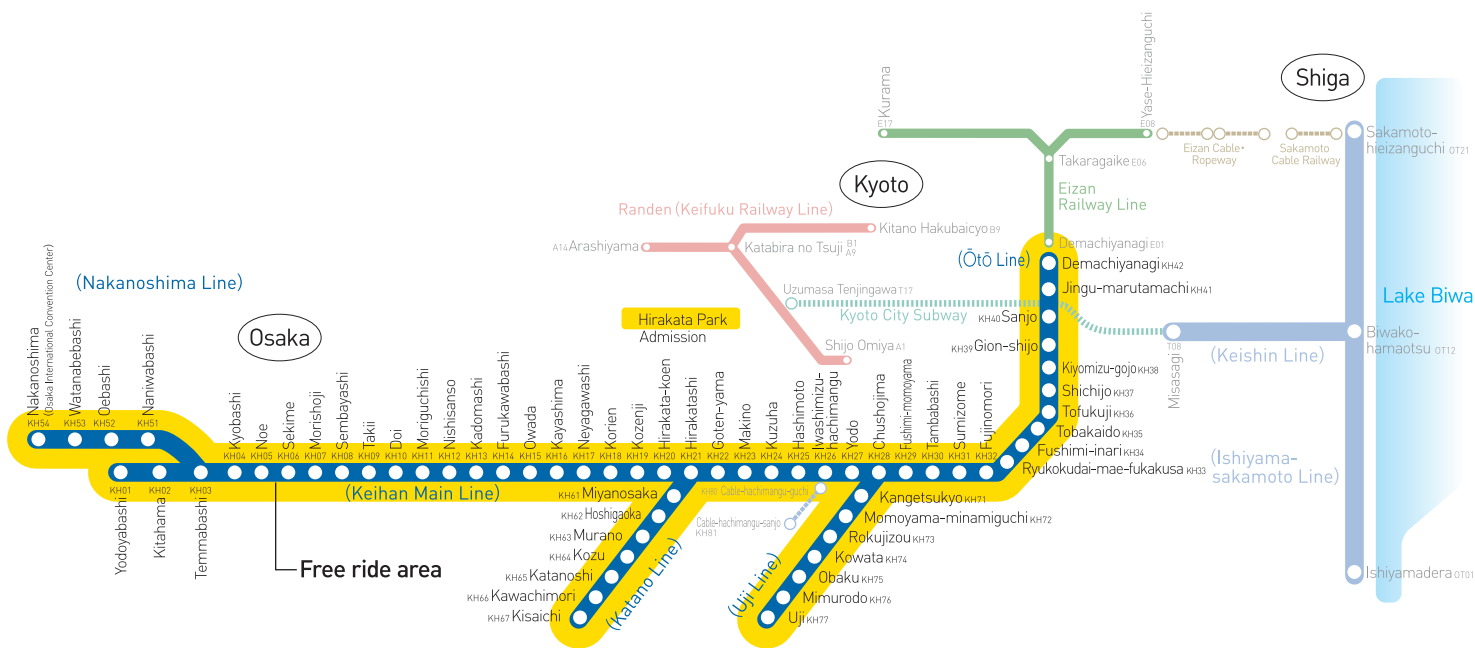 Shiga
Kurama
E17
Yase-Hieizanguchi
E08
Sakamoto-
hieizanguchi OT21
Eizan Cable・
Ropeway
Sakamoto
Cable Railway
Takaragaike E06
Eizan
Railway Line
Kyoto
Randen (Keifuku Railway Line)
Kitano Hakubaicyo B9
A14 Arashiyama
Katabira no Tsuji B1
A9
Demachiyanagi E01
(Ōtō Line)
Demachiyanagi KH42
Jingu-marutamachi KH41
Uzumasa Tenjingawa T17
Kyoto City Subway
KH40 Sanjo
KH39 Gion-shijo
Shijo Omiya A1
Kiyomizu-gojo KH38
Shichijo KH37
Tofukuji KH36
Tobakaido KH35
Fushimi-inari KH34
Ryukokudai-mae-fukakusa KH33
Lake Biwa
T08
Misasagi
(Keishin Line)
Biwako-
hamaotsu OT12
(Ishiyama-
sakamoto Line)
Ishiyamadera OT01
(Nakanoshima Line)
Osaka
Hirakata Park
Admission
Nakanoshima
(Osaka International Convention Center)
KH54
Watanabebashi
KH53
Oebashi
KH52
Naniwabashi
KH51
KH01
Yodoyabashi
KH02
Kitahama
KH03
Temmabashi
Kyobashi
KH04
Noe
KH05
Sekime
KH06
Morishoji
KH07
Sembayashi
KH08
Takii
KH09
Doi
KH10
Moriguchishi
KH11
Nishisanso
KH12
Kadomashi
KH13
Furukawabashi
KH14
Owada
KH15
Kayashima
KH16
Neyagawashi
KH17
Korien
KH18
Kozenji
KH19
Hirakata-koen
KH20
Hirakatashi
KH21
Goten-yama
KH22
Makino
KH23
Kuzuha
KH24
Hashimoto
KH25
Iwashimizu-
hachimangu
KH26
Yodo
KH27
Chushojima
KH28
Fushimi-momoyama
KH29
Tambabashi
KH30
Sumizome
KH31
Fujinomori
KH32
(Keihan Main Line)
Free ride area
KH61 Miyanosaka
KH62 Hoshigaoka
KH63 Murano
KH64 Kozu
KH65 Katanoshi
KH66 Kawachimori
KH67 Kisaichi
(Katano Line)
KH80 Cable-hachimangu-guchi
Cable-hachimangu-sanjo
KH81
Kangetsukyo KH71
Momoyama-minamiguchi KH72
Rokujizou KH73
Kowata KH74
Obaku KH75
Mimurodo KH76
Uji KH77
(Uji Line)